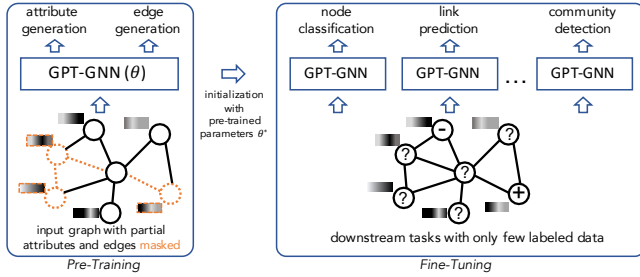 attribute generation
edge generation
GPT-GNN (θ)
input graph with partial
attributes and edges masked
Pre-Training
initialization
with
pre-trained
parameters θ*
node
classification
link
prediction
community
detection
GPT-GNN
GPT-GNN
...
GPT-GNN
-
?
?
?
?
?
+
downstream tasks with only few labeled data
Fine-Tuning